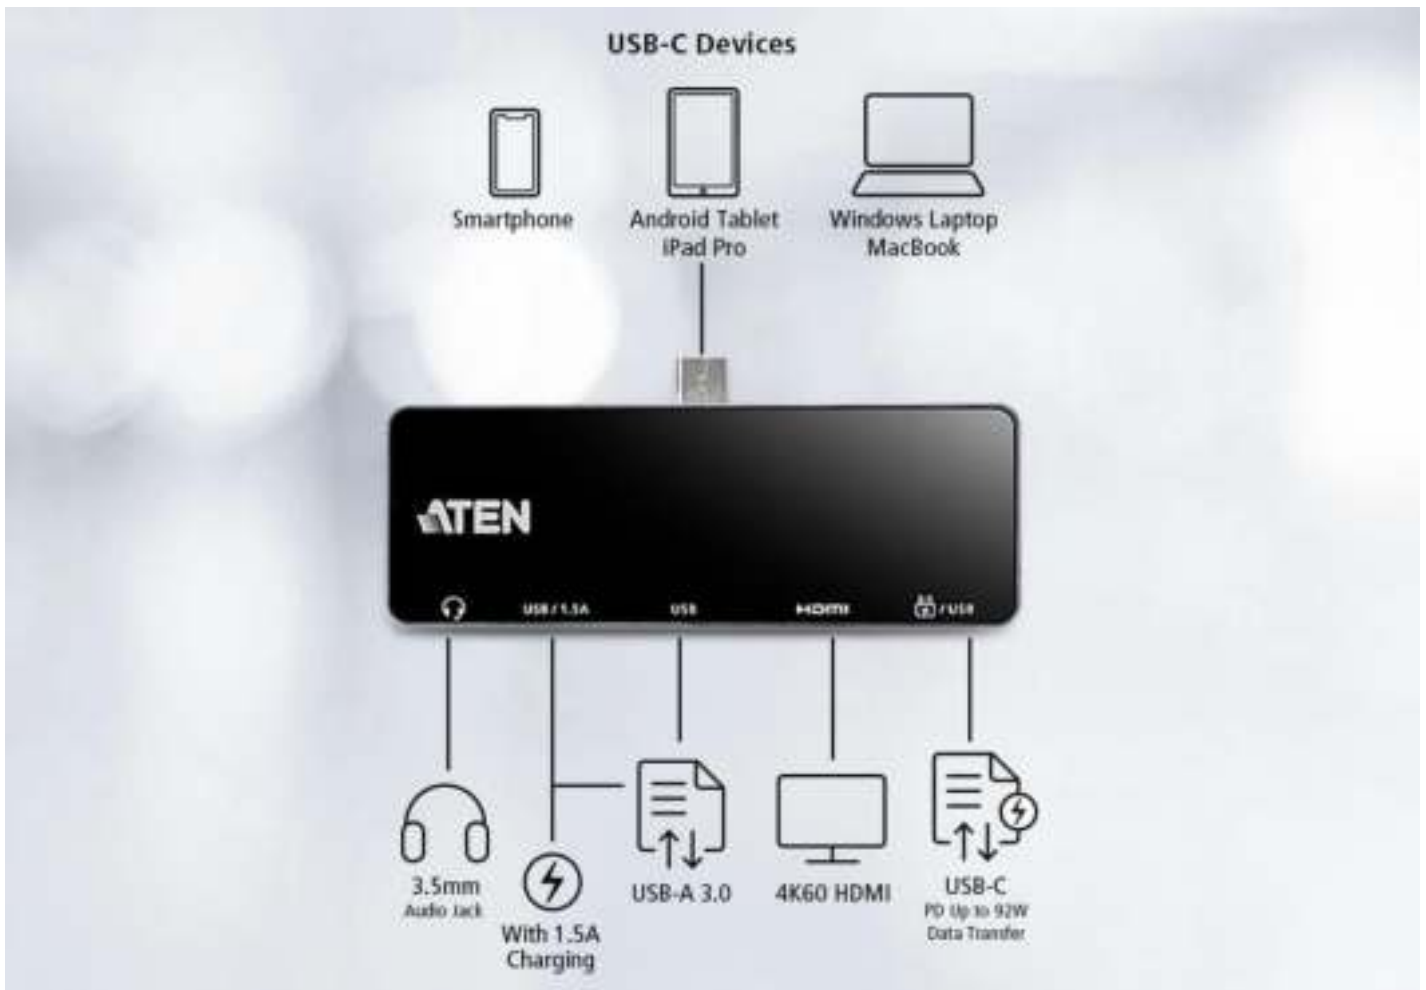 USB-C Devices
Smartphone
Android Tablet
iPad Pro
Windows Laptop
MacBook
ATEN
USB / 1.5A
USB
HDMI
/ USB
3.5mm
Audio Jack
With 1.5A
Charging
USB-A 3.0
4K60 HDMI
USB-C
PD Up to 92W
Data Transfer